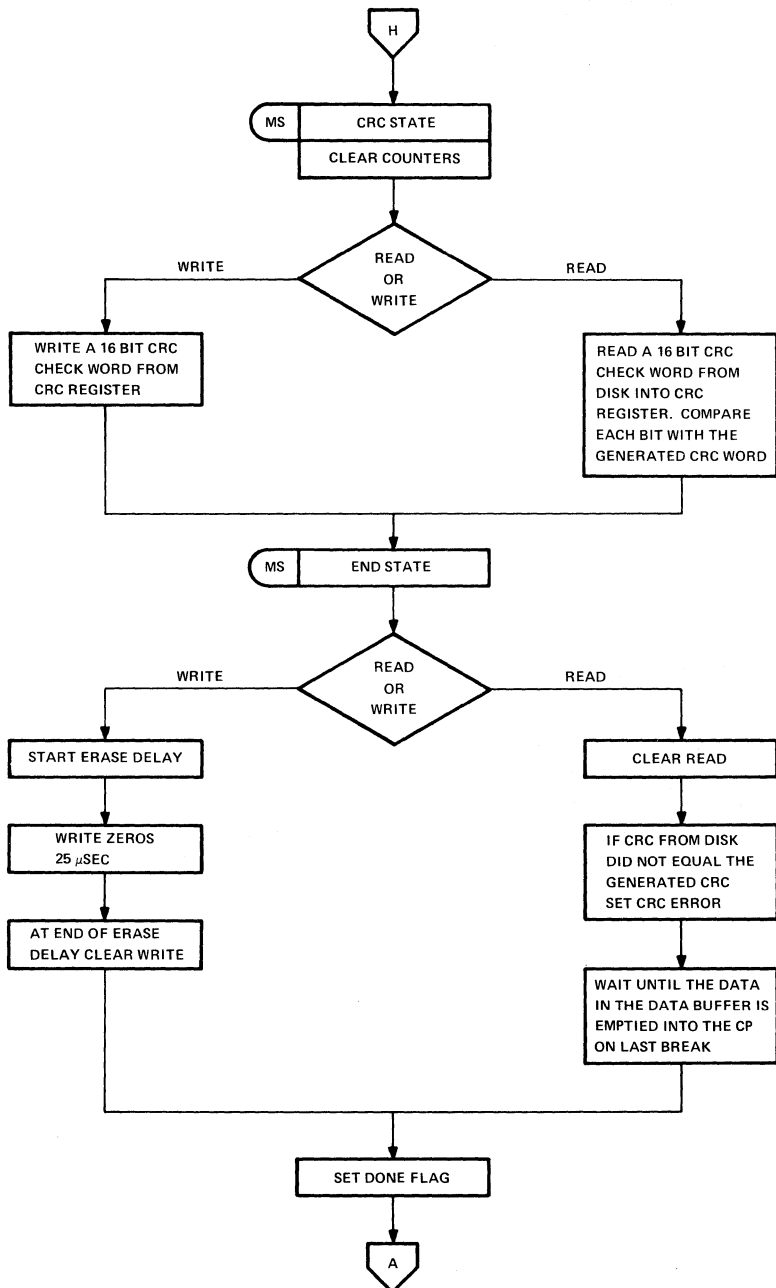 H
MS
CRC STATE
CLEAR COUNTERS
READ
OR
WRITE
WRITE
READ
WRITE A 16 BIT CRC
CHECK WORD FROM
CRC REGISTER
READ A 16 BIT CRC
CHECK WORD FROM
DISK INTO CRC
REGISTER. COMPARE
EACH BIT WITH THE
GENERATED CRC WORD
MS
END STATE
READ
OR
WRITE
WRITE
READ
START ERASE DELAY
WRITE ZEROS
25 μSEC
AT END OF ERASE
DELAY CLEAR WRITE
CLEAR READ
IF CRC FROM DISK
DID NOT EQUAL THE
GENERATED CRC
SET CRC ERROR
WAIT UNTIL THE DATA
IN THE DATA BUFFER IS
EMPTIED INTO THE CP
ON LAST BREAK
SET DONE FLAG
A